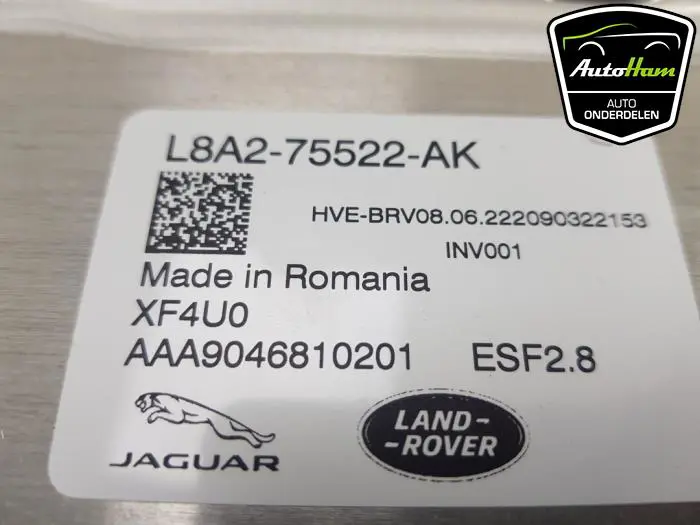 AutoHam
AUTO
ONDERDELEN
L8A2-75522-AK
HVE-BRV08.06.222090322153
INV001
Made in Romania
XF4U0
AAA9046810201 ESF2.8
JAGUAR
LAND-
-ROVER